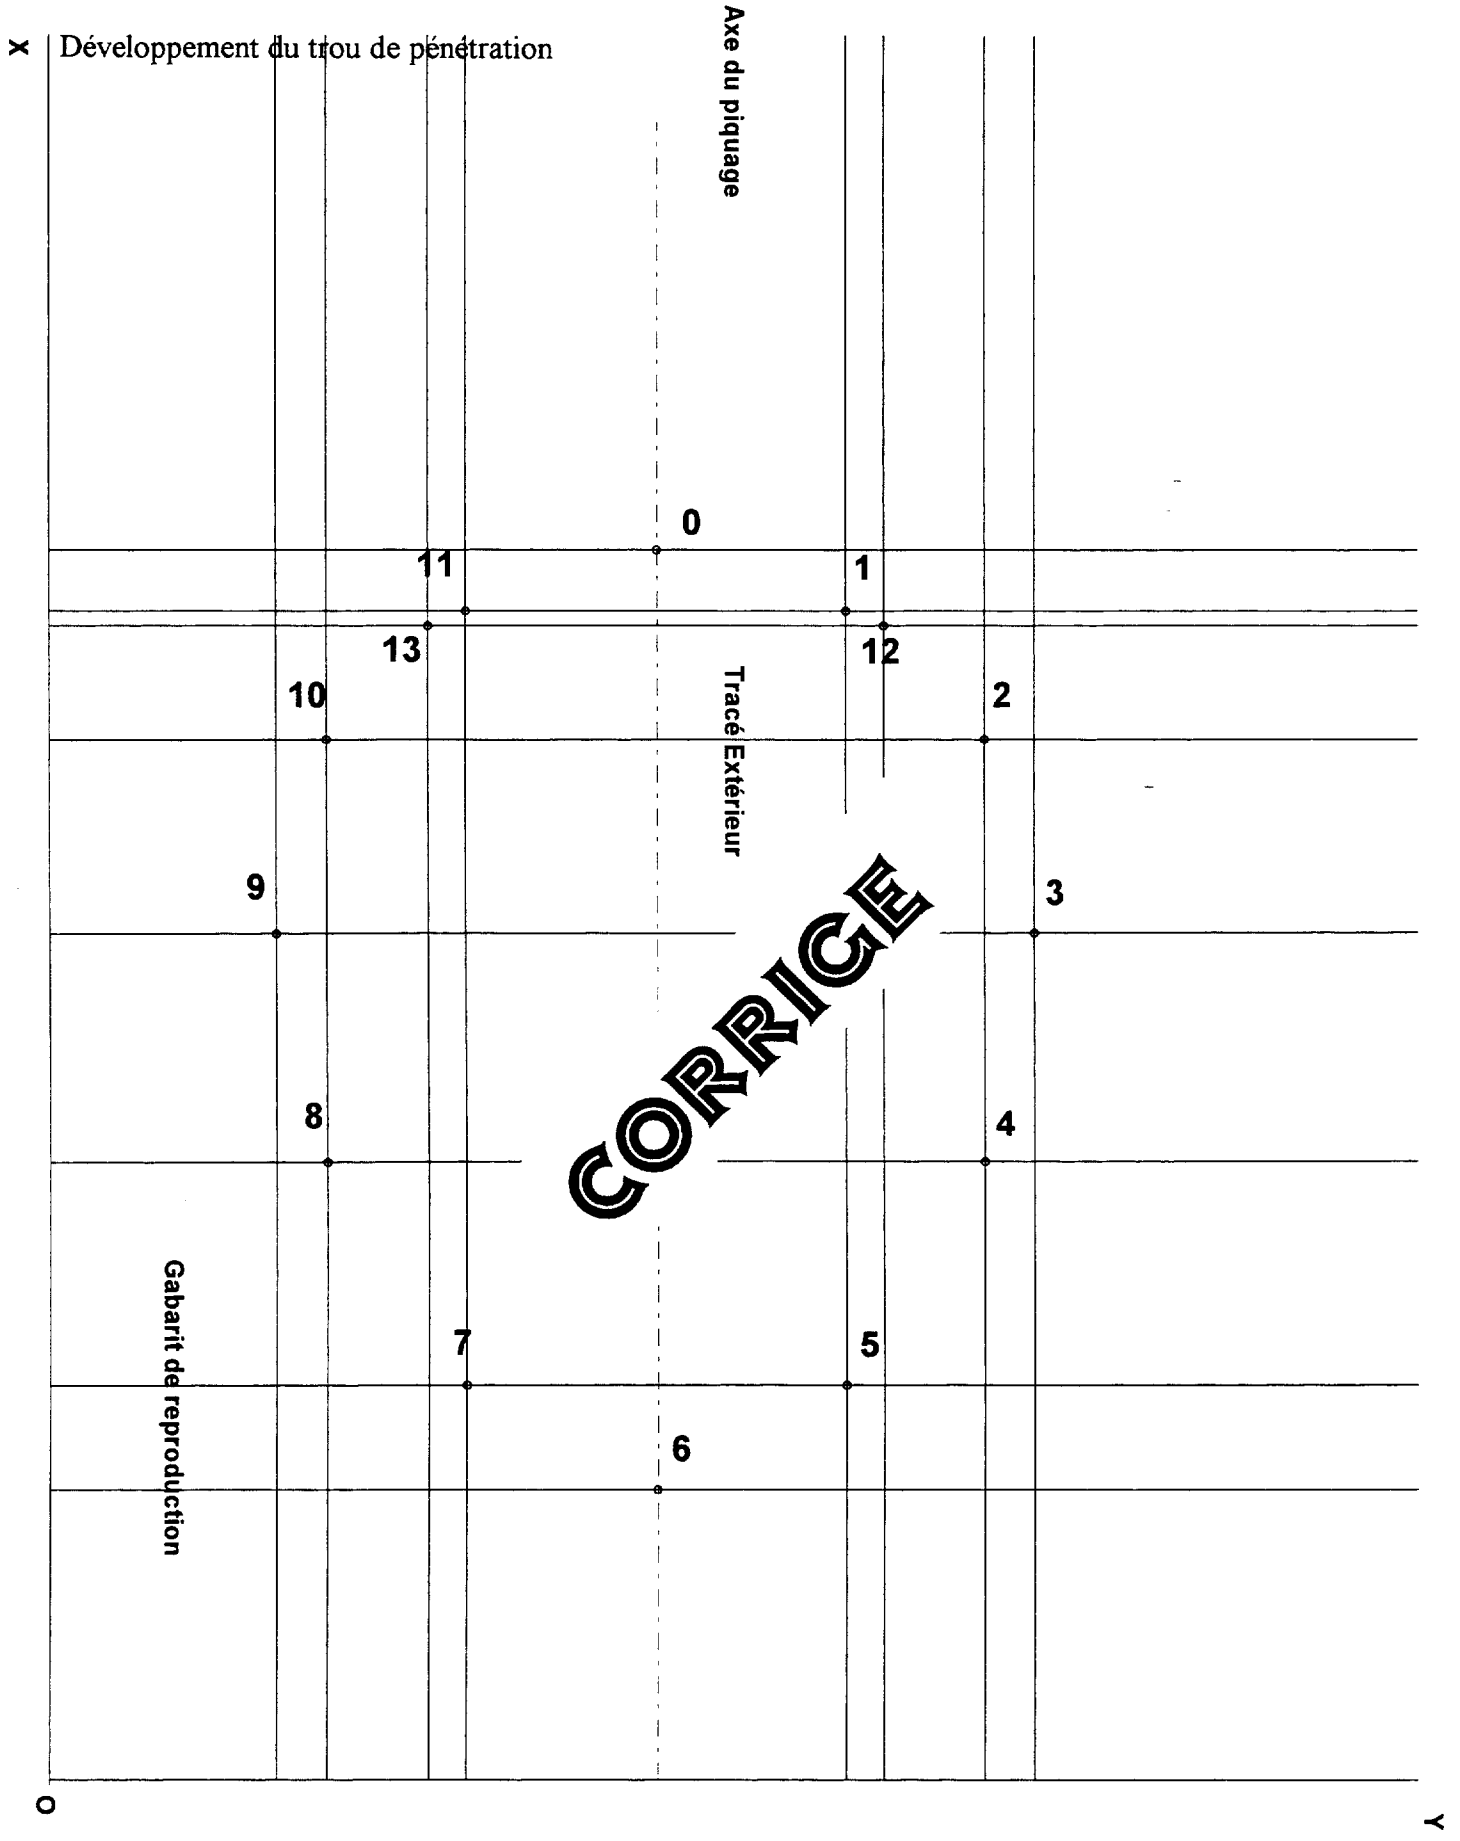 X
Développement du trou de pénétration
Axe du piquage
0
11
1
13
12
10
2
Tracé Extérieur
9
3
CORRIGE
8
4
Gabarit de reproduction
7
5
6
O
Y